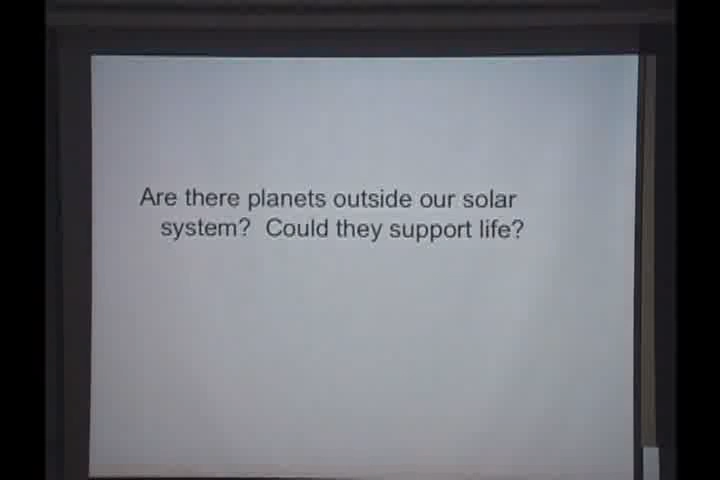 Are there planets outside our solar
system?  Could they support life?